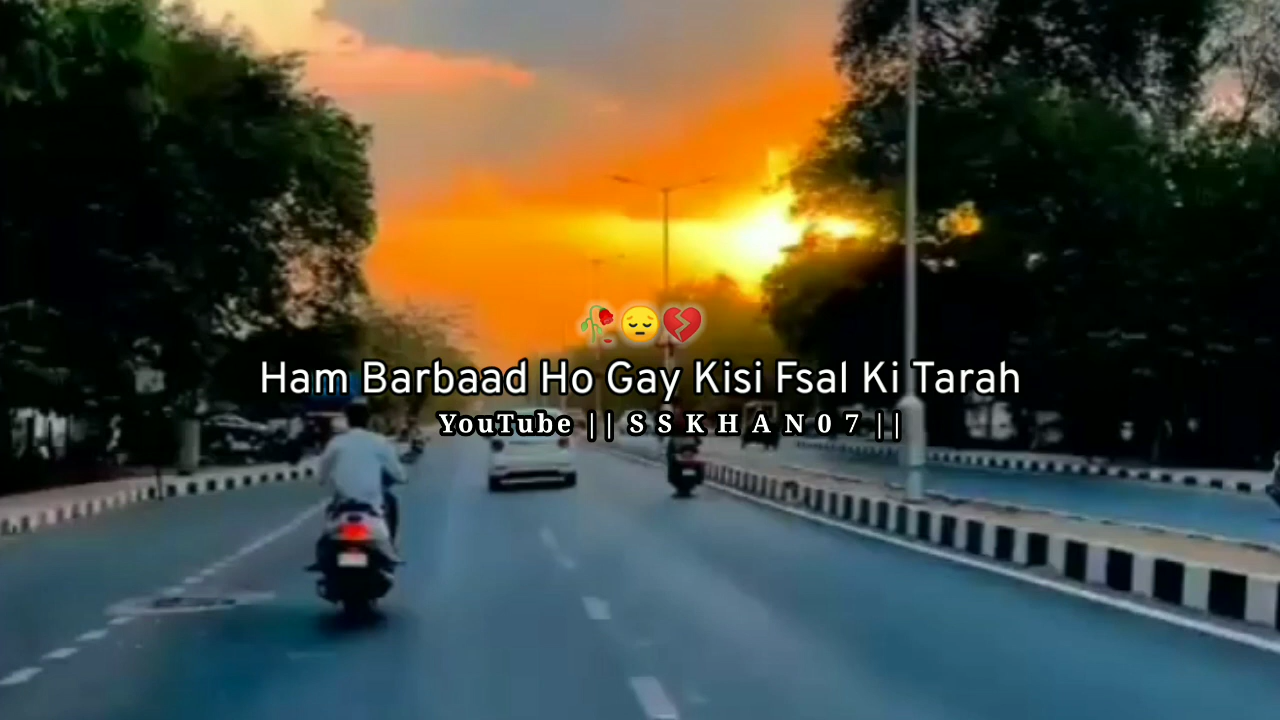 🥀😔💔
Ham Barbaad Ho Gay Kisi Fsal Ki Tarah
YouTube || S S K H A N 0 7 ||